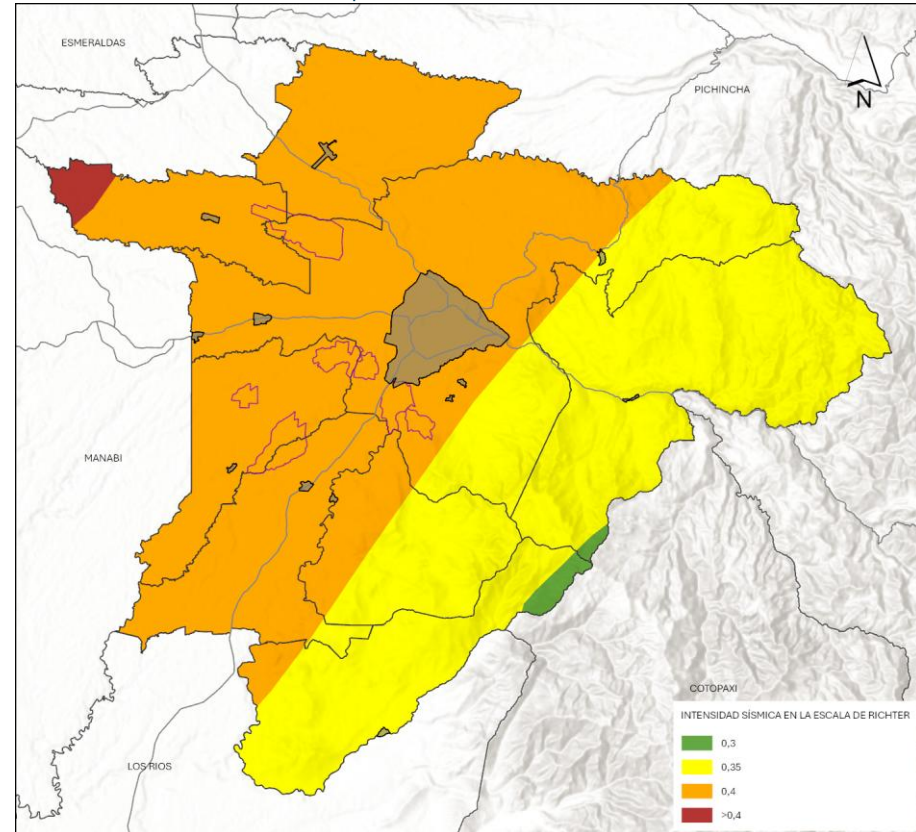 ESMERALDAS
PICHINCHA
N
MANABI
COTOPAXI
LOS RIOS
INTENSIDAD SÍSMICA EN LA ESCALA DE RICHTER
0,3
0,35
0,4
>0,4